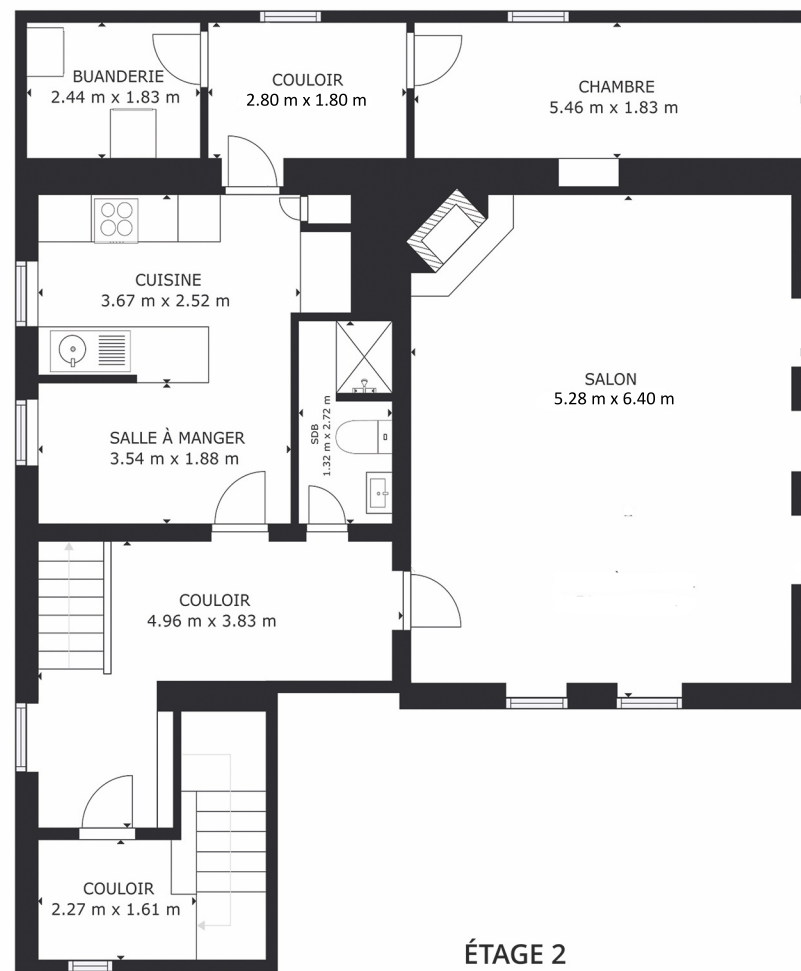 BUANDERIE
2.44 m x 1.83 m
COULOIR
2.80 m x 1.80 m
CHAMBRE
5.46 m x 1.83 m
CUISINE
3.67 m x 2.52 m
SALON
5.28 m x 6.40 m
SALLE À MANGER
3.54 m x 1.88 m
SDB
1.32 m x 2.72 m
COULOIR
4.96 m x 3.83 m
COULOIR
2.27 m x 1.61 m
ÉTAGE 2